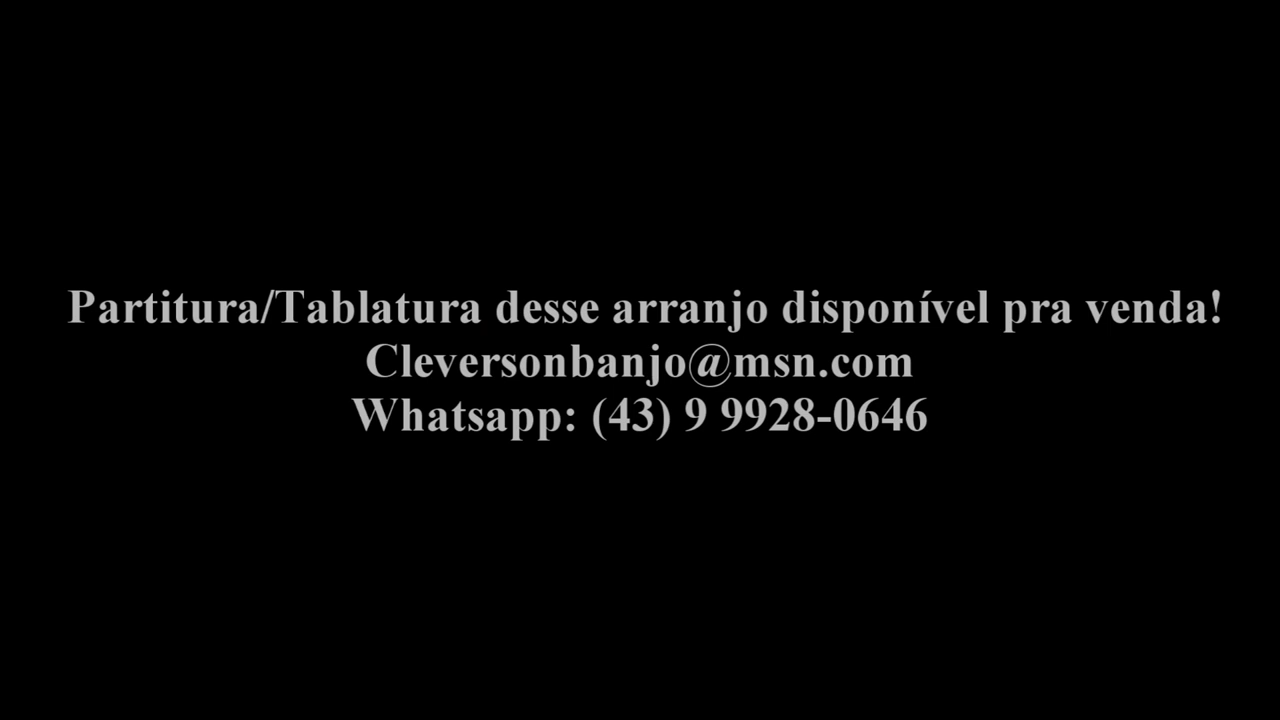 Partitura/Tablatura desse arranjo disponível pra venda!
Cleversonbanjo@msn.com
Whatsapp: (43) 9 9928-0646